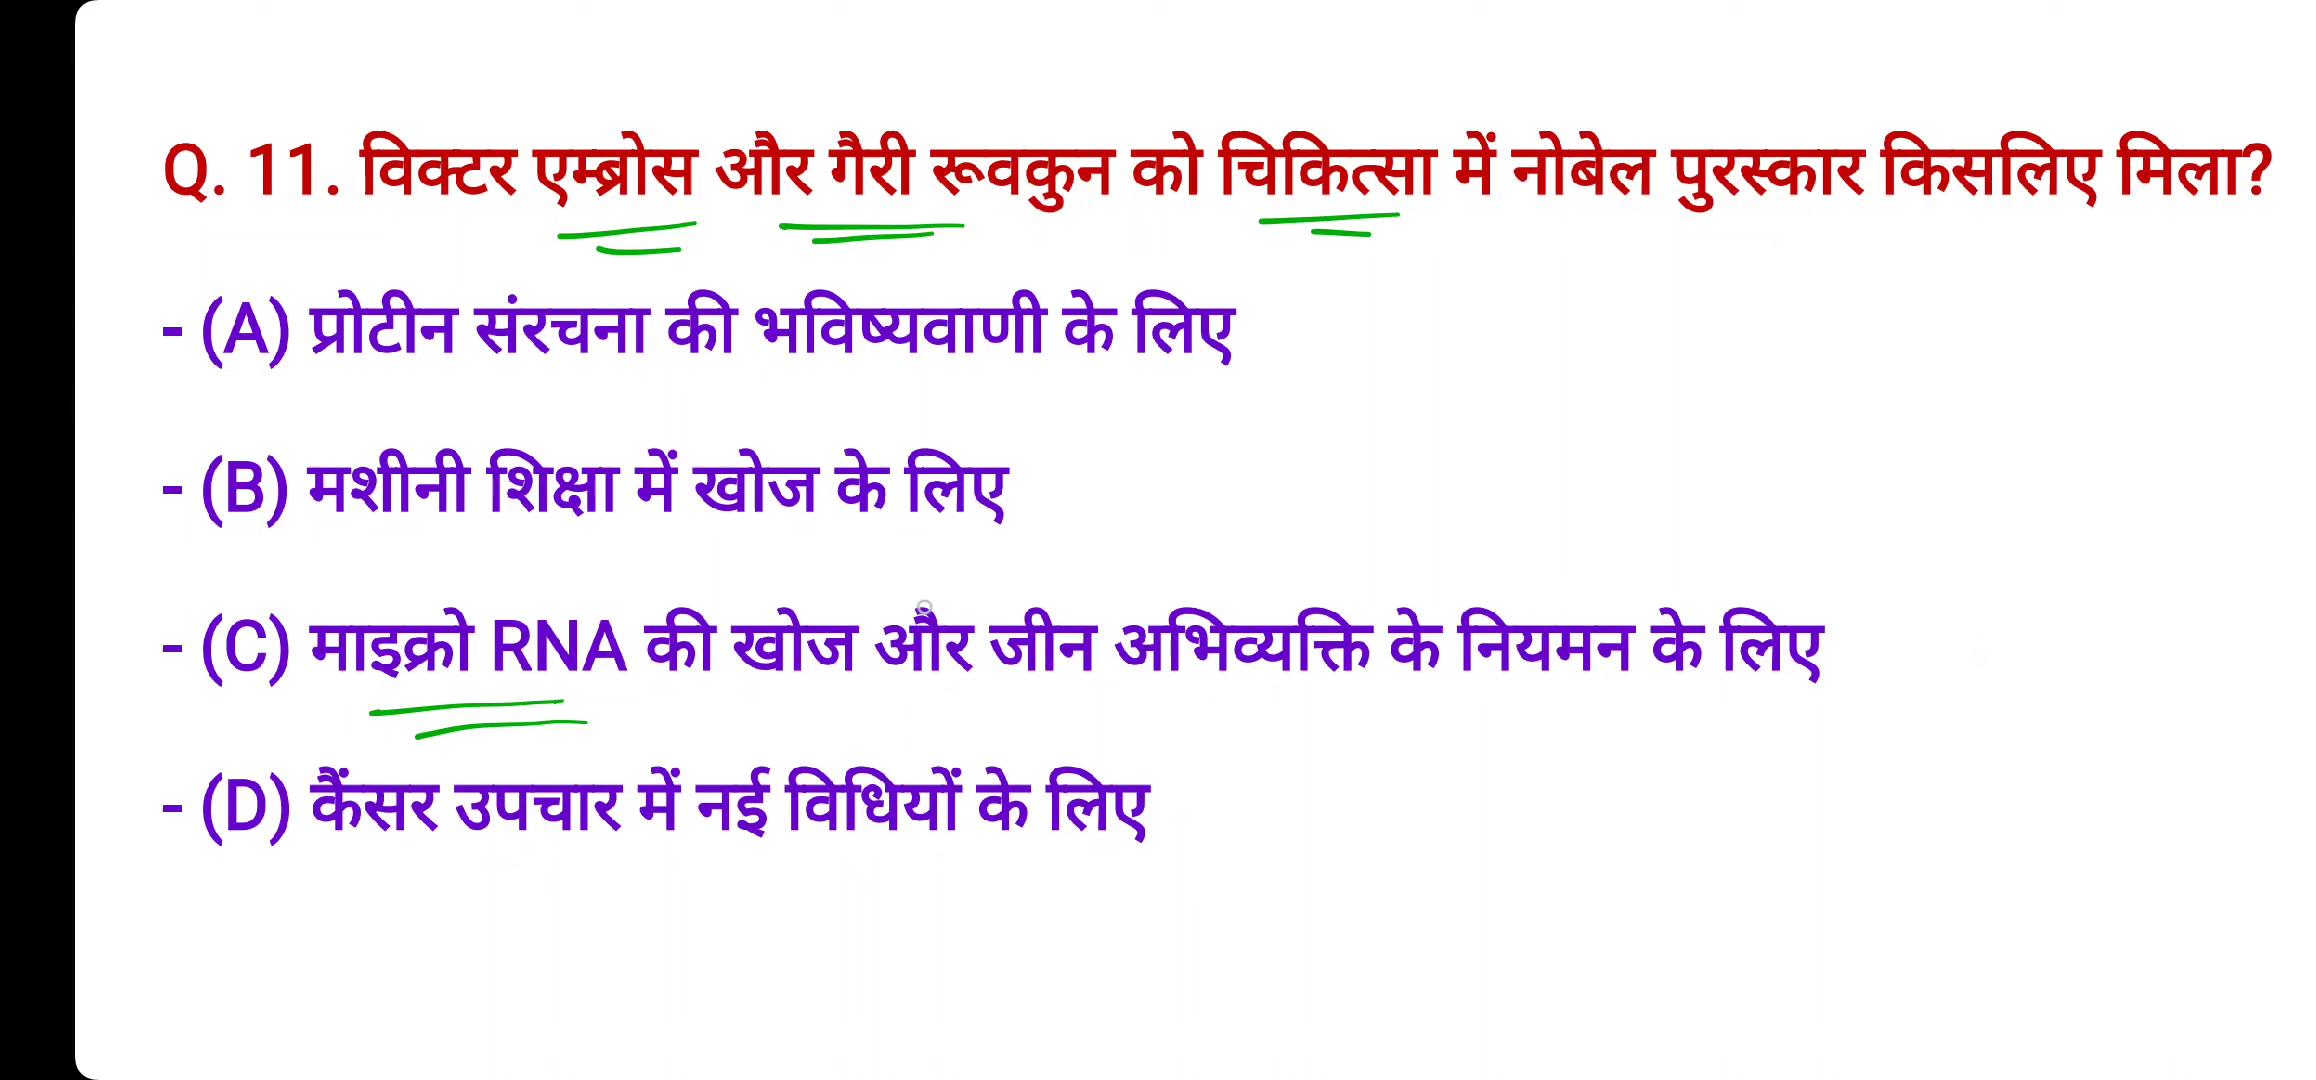 Q. 11. विक्टर एम्ब्रोस और गैरी रूवकुन को चिकित्सा में नोबेल पुरस्कार किसलिए मिला?
- (A) प्रोटीन संरचना की भविष्यवाणी के लिए
- (B) मशीनी शिक्षा में खोज के लिए
- (C) माइक्रो RNA की खोज और जीन अभिव्यक्ति के नियमन के लिए
- (D) कैंसर उपचार में नई विधियों के लिए